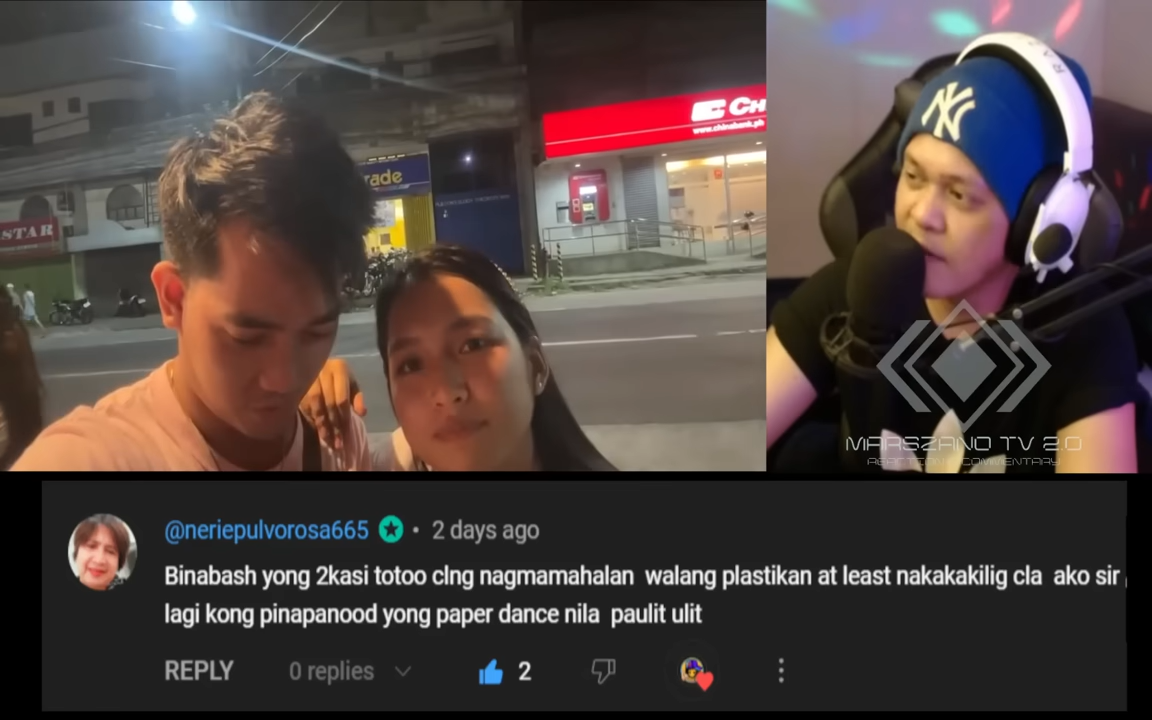 STAR
rade
CH
www.chinabank.ph
NY
MARSZANO TV 2.0
REACTION & COMMENTARY
@neriepulvorosa665 • 2 days ago
Binabash yong 2kasi totoo clng nagmamahalan walang plastikan at least nakakakilig cla ako sir
lagi kong pinapanood yong paper dance nila paulit ulit
REPLY 0 replies 2